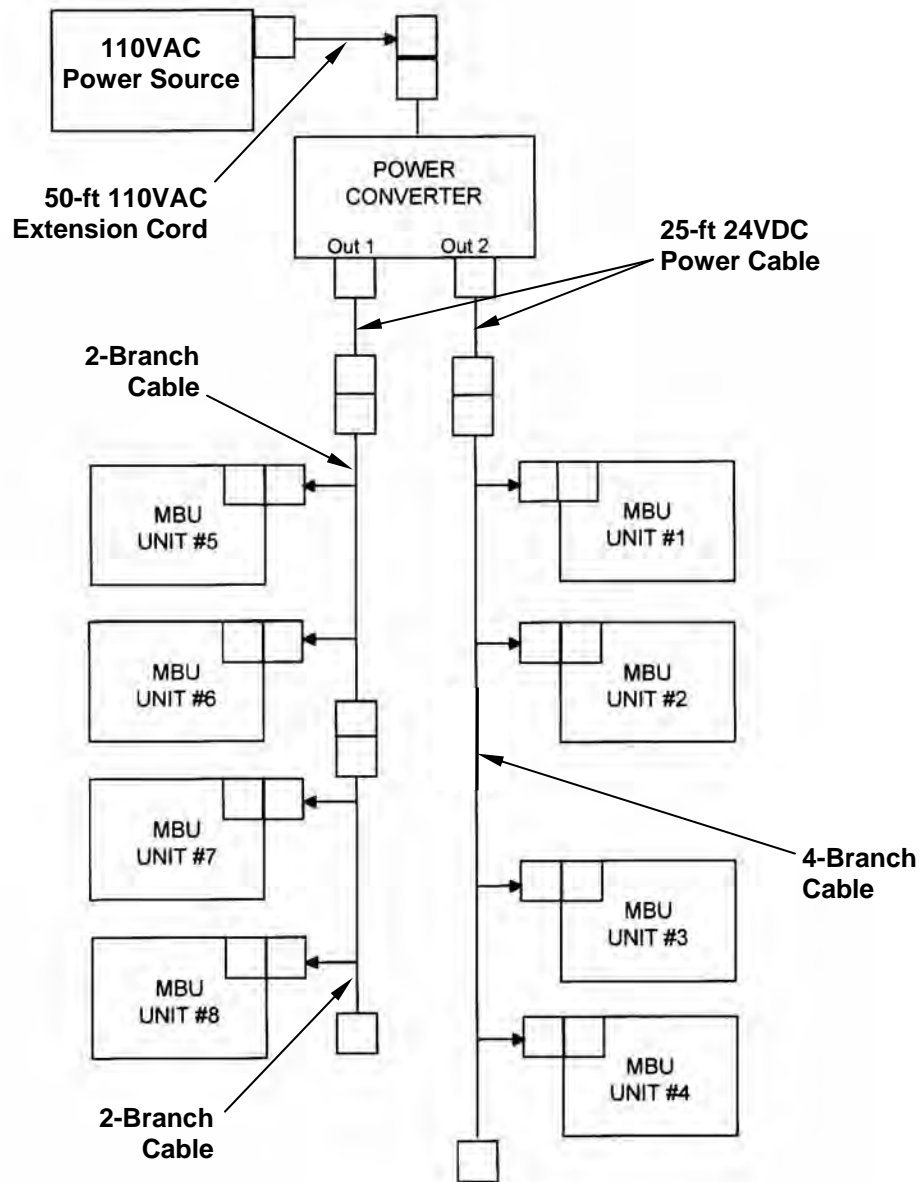 110VAC
Power Source
POWER
CONVERTER
50-ft 110VAC
Extension Cord
Out 1
Out 2
25-ft 24VDC
Power Cable
2-Branch
Cable
MBU
UNIT #5
MBU
UNIT #1
MBU
UNIT #6
MBU
UNIT #2
MBU
UNIT #7
4-Branch
Cable
MBU
UNIT #3
MBU
UNIT #8
MBU
UNIT #4
2-Branch
Cable